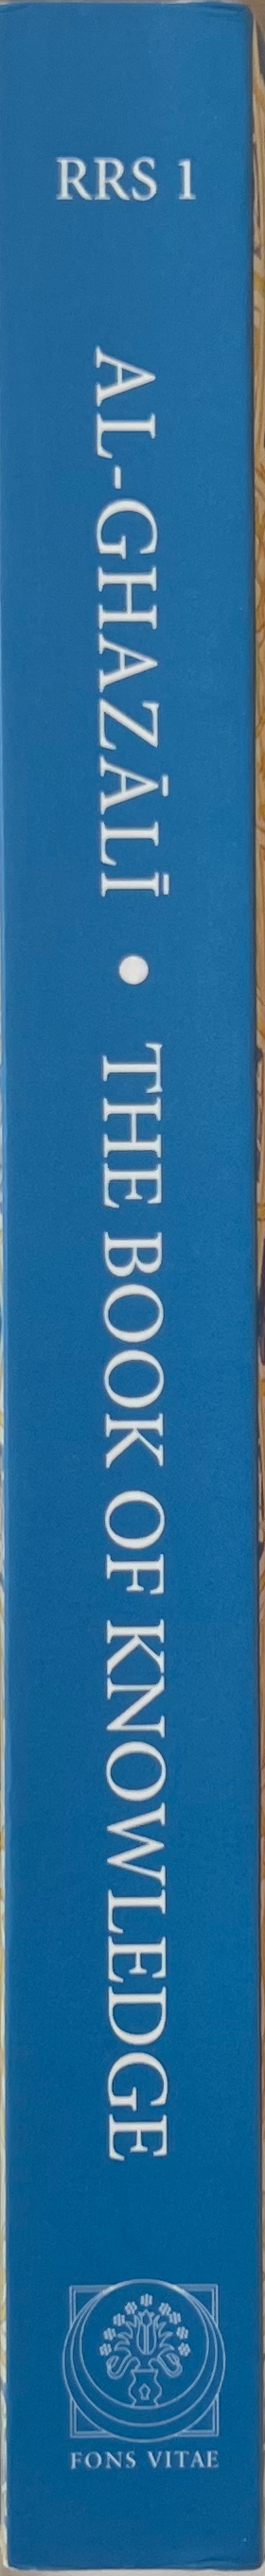 RRS 1
AL-GHAZĀLĪ • THE BOOK OF KNOWLEDGE
FONS VITAE